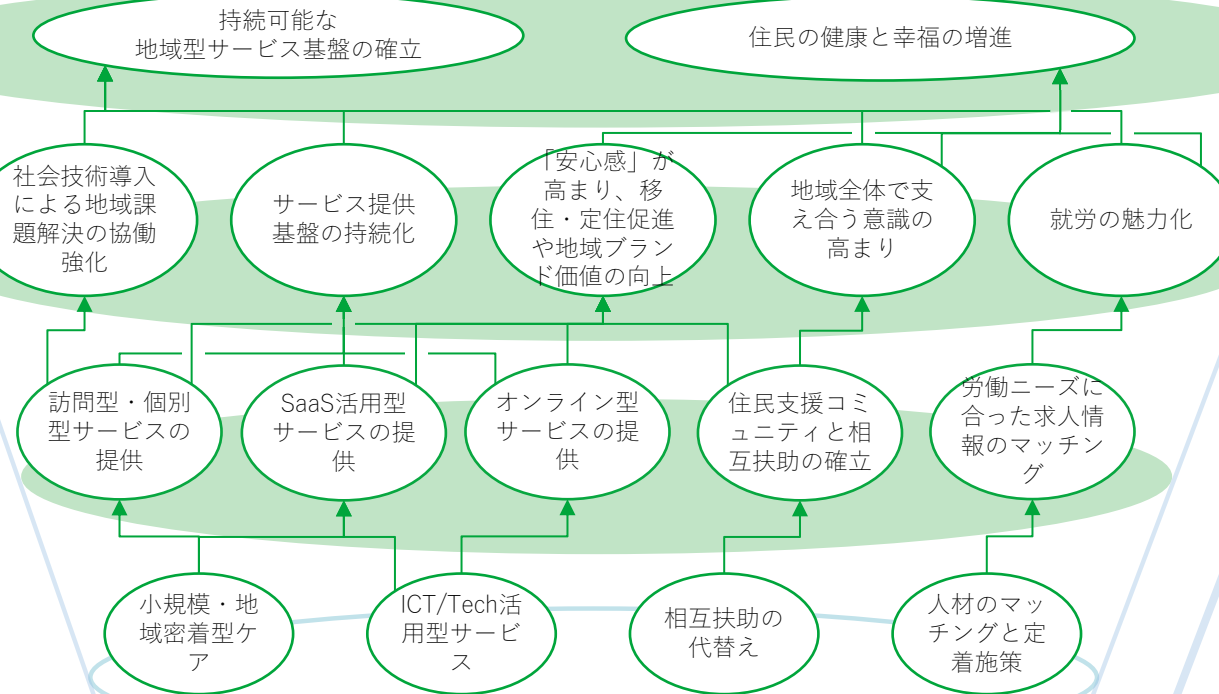 持続可能な
地域型サービス基盤の確立
住民の健康と幸福の増進
社会技術導入
による地域課
題解決の協働
強化
サービス提供
基盤の持続化
「安心感」が
高まり、移
住・定住促進
や地域ブラン
ド価値の向上
地域全体で支
え合う意識の
高まり
就労の魅力化
訪問型・個別
型サービスの
提供
SaaS活用型
サービスの提
供
オンライン型
サービスの提
供
住民支援コミ
ュニティと相
互扶助の確立
労働ニーズに
合った求人情
報のマッチン
グ
小規模・地
域密着型ケ
ア
ICT/Tech活
用型サービ
ス
相互扶助の
代替え
人材のマッ
チングと定
着施策